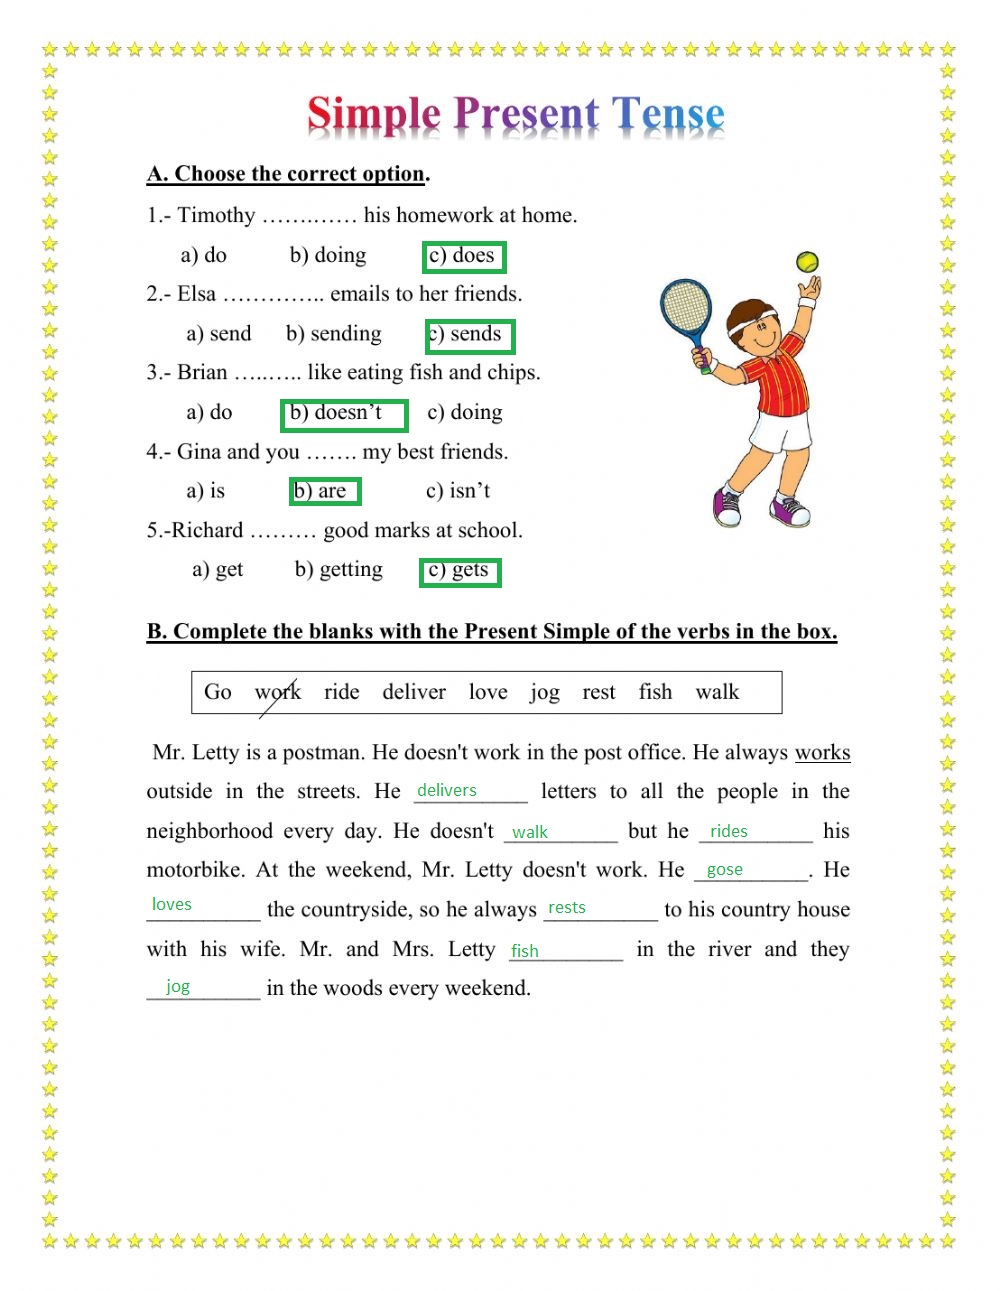 Simple Present Tense
A. Choose the correct option.
1.- Timothy …….…… his homework at home.
a) do b) doing c) does
2.- Elsa ………….. emails to her friends.
a) send b) sending c) sends
3.- Brian ….….. like eating fish and chips.
a) do b) doesn’t c) doing
4.- Gina and you ……. my best friends.
a) is b) are c) isn’t
5.-Richard ……… good marks at school.
a) get b) getting c) gets
B. Complete the blanks with the Present Simple of the verbs in the box.
Go work ride deliver love jog rest fish walk
Mr. Letty is a postman. He doesn't work in the post office. He always works
outside in the streets. He delivers letters to all the people in the
neighborhood every day. He doesn't walk but he rides his
motorbike. At the weekend, Mr. Letty doesn't work. He gose. He
loves the countryside, so he always rests to his country house
with his wife. Mr. and Mrs. Letty fish in the river and they
jog in the woods every weekend.